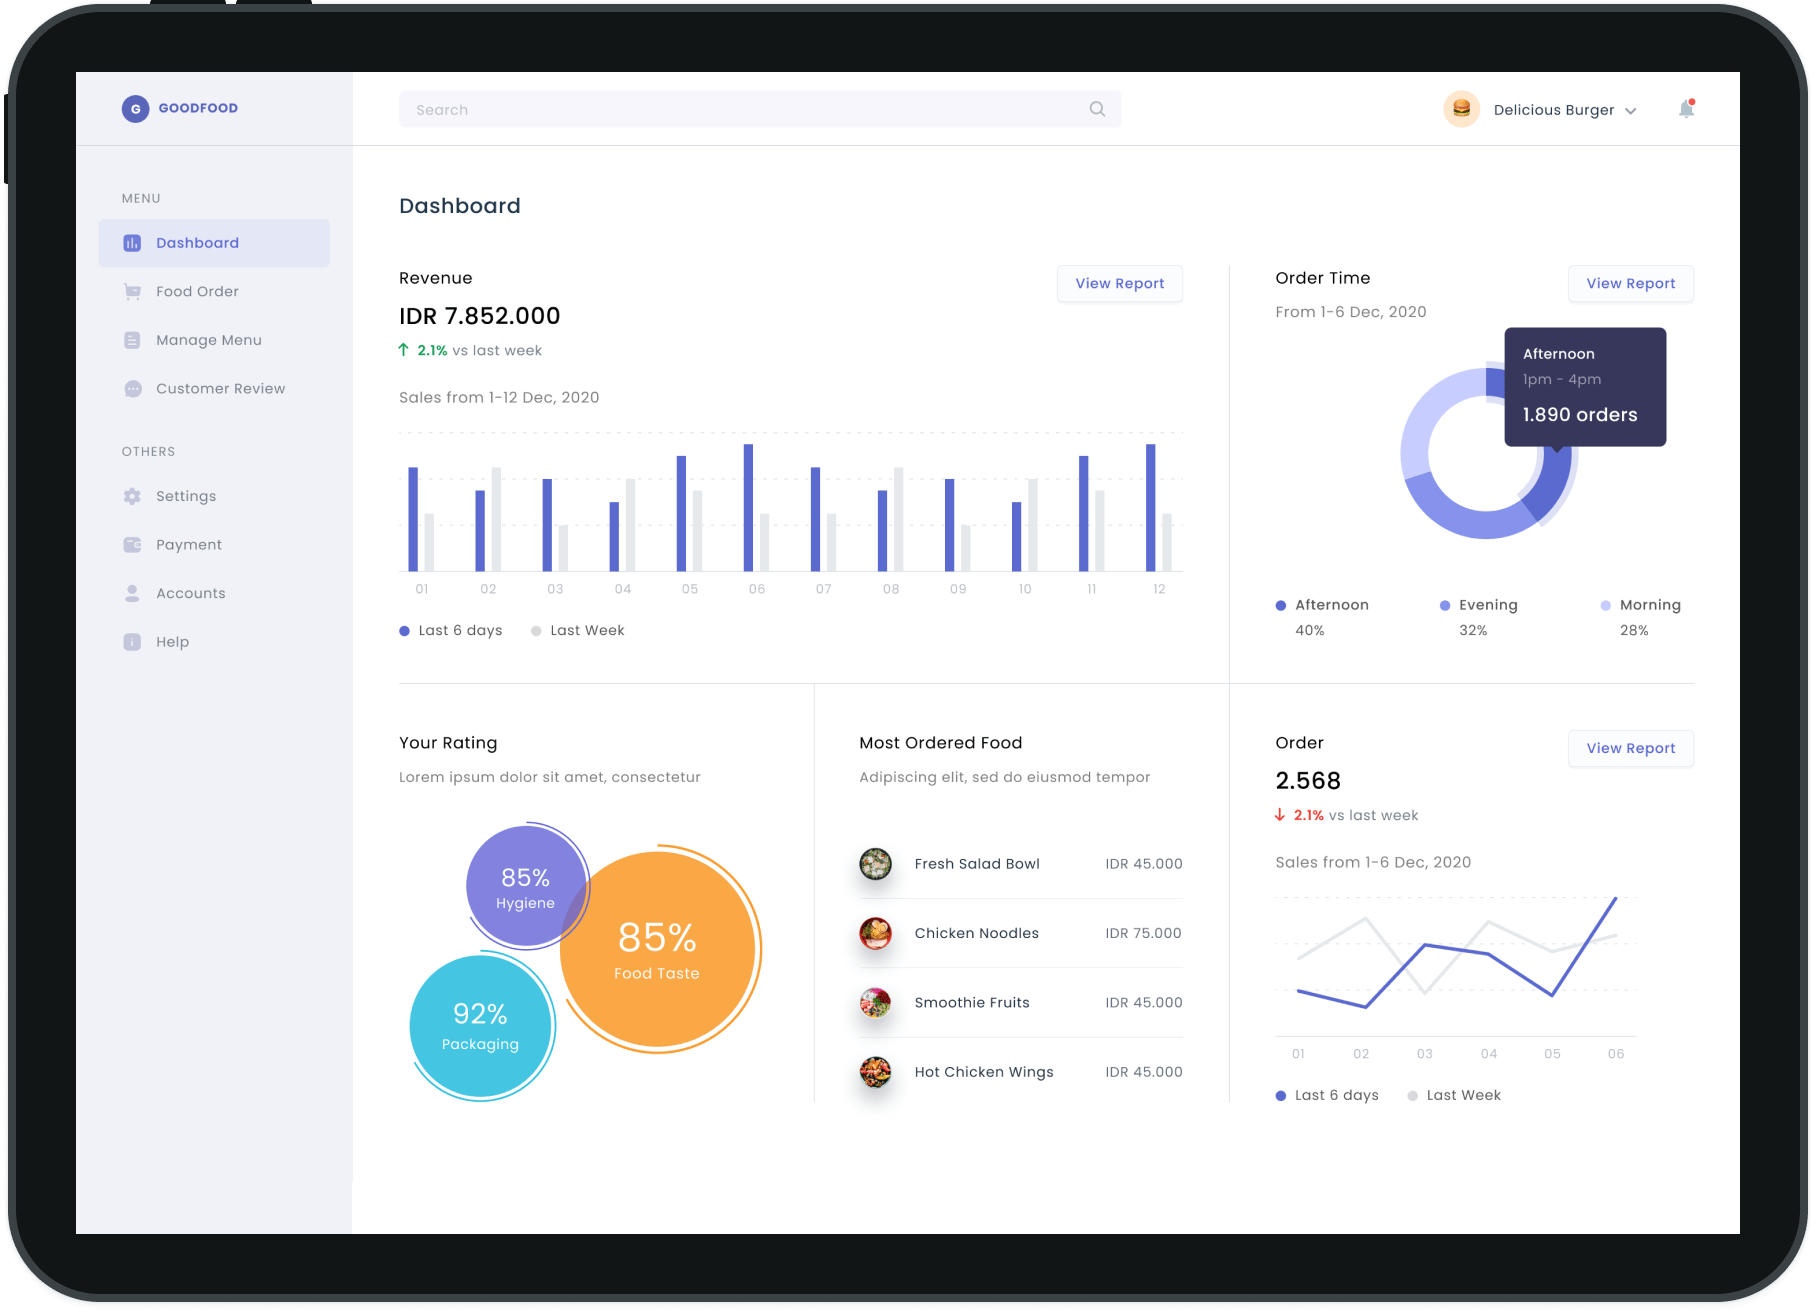 G GOODFOOD
Search
Delicious Burger
MENU
Dashboard
Food Order
Manage Menu
Customer Review
OTHERS
Settings
Payment
Accounts
Help
Dashboard
Revenue
View Report
IDR 7.852.000
2.1% vs last week
Sales from 1-12 Dec, 2020
01 02 03 04 05 06 07 08 09 10 11 12
Last 6 days Last Week
Order Time
View Report
From 1-6 Dec, 2020
Afternoon
1pm - 4pm
1.890 orders
Afternoon Evening Morning
40% 32% 28%
Your Rating
Lorem ipsum dolor sit amet, consectetur
85%
Hygiene
85%
Food Taste
92%
Packaging
Most Ordered Food
Adipiscing elit, sed do eiusmod tempor
Fresh Salad Bowl IDR 45.000
Chicken Noodles IDR 75.000
Smoothie Fruits IDR 45.000
Hot Chicken Wings IDR 45.000
Order
View Report
2.568
2.1% vs last week
Sales from 1-6 Dec, 2020
01 02 03 04 05 06
Last 6 days Last Week